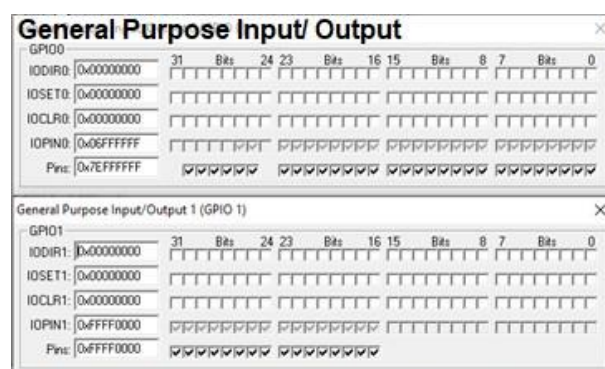 General Purpose Input/ Output
GPIO0
31 Bits 24 23 Bits 16 15 Bits 8 7 Bits 0
IODIR0: 0x00000000
IOSET0: 0x00000000
IOCLR0: 0x00000000
IOPIN0: 0x06FFFFFF
Pins: 0x7EFFFFFF
General Purpose Input/Output 1 (GPIO 1)
GPIO1
31 Bits 24 23 Bits 16 15 Bits 8 7 Bits 0
IODIR1: 0x00000000
IOSET1: 0x00000000
IOCLR1: 0x00000000
IOPIN1: 0xFFFF0000
Pins: 0xFFFF0000